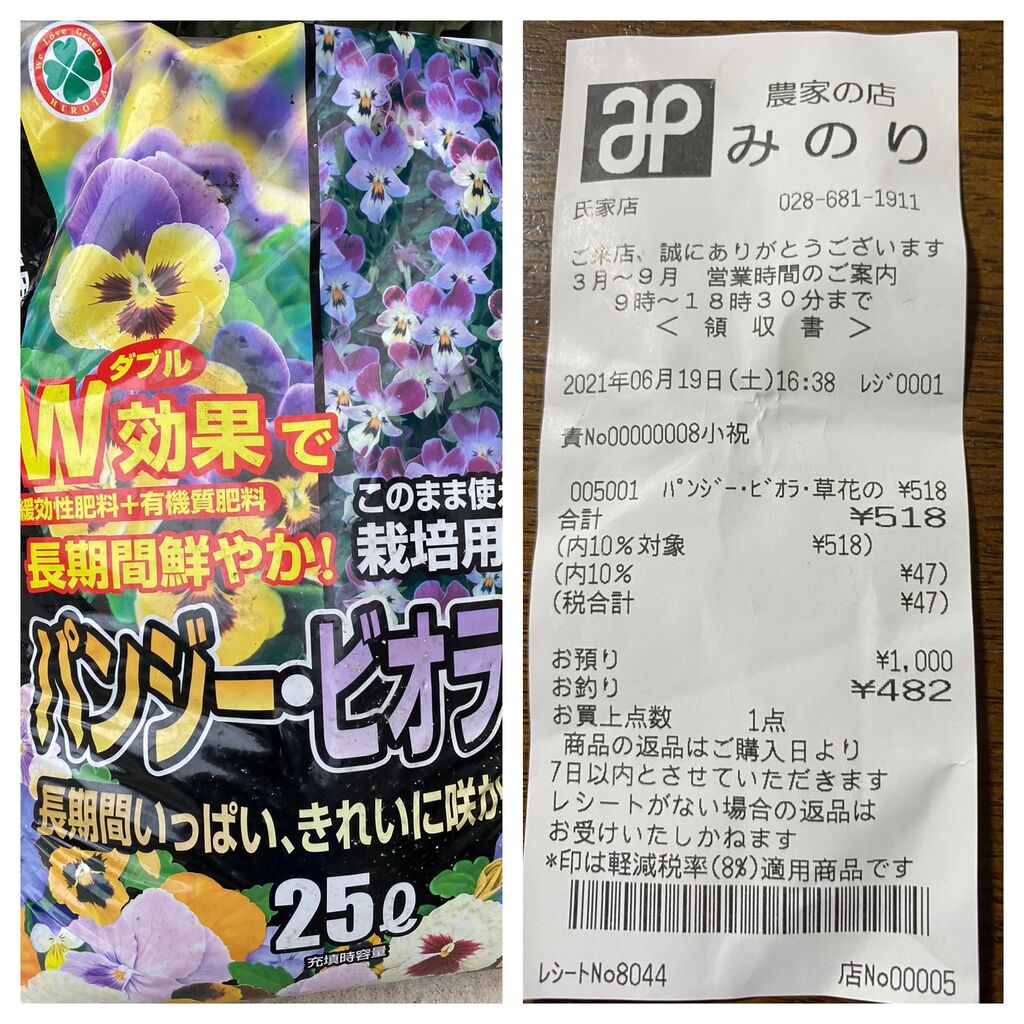 We Love Green
HIROTA
ダブル
W効果で
緩効性肥料+有機質肥料
長期間鮮やか!
このまま使え
栽培用
パンジー・ビオラ
長期間いっぱい、きれいに咲か
25ℓ
充填時容量
農家の店
みのり
氏家店 028-681-1911
ご来店、誠にありがとうございます
3月~9月 営業時間のご案内
9時~18時30分まで
< 領 収 書 >
2021年06月19日(土)16:38 レジ0001
責No00000008小祝
005001 パンジー・ビオラ・草花の ¥518
合計 ¥518
(内10%対象 ¥518)
(内10% ¥47)
(税合計 ¥47)
お預り ¥1,000
お釣り ¥482
お買上点数 1点
商品の返品はご購入日より
7日以内とさせていただきます
レシートがない場合の返品は
お受けいたしかねます
*印は軽減税率(8%)適用商品です
レシートNo8044 店No00005